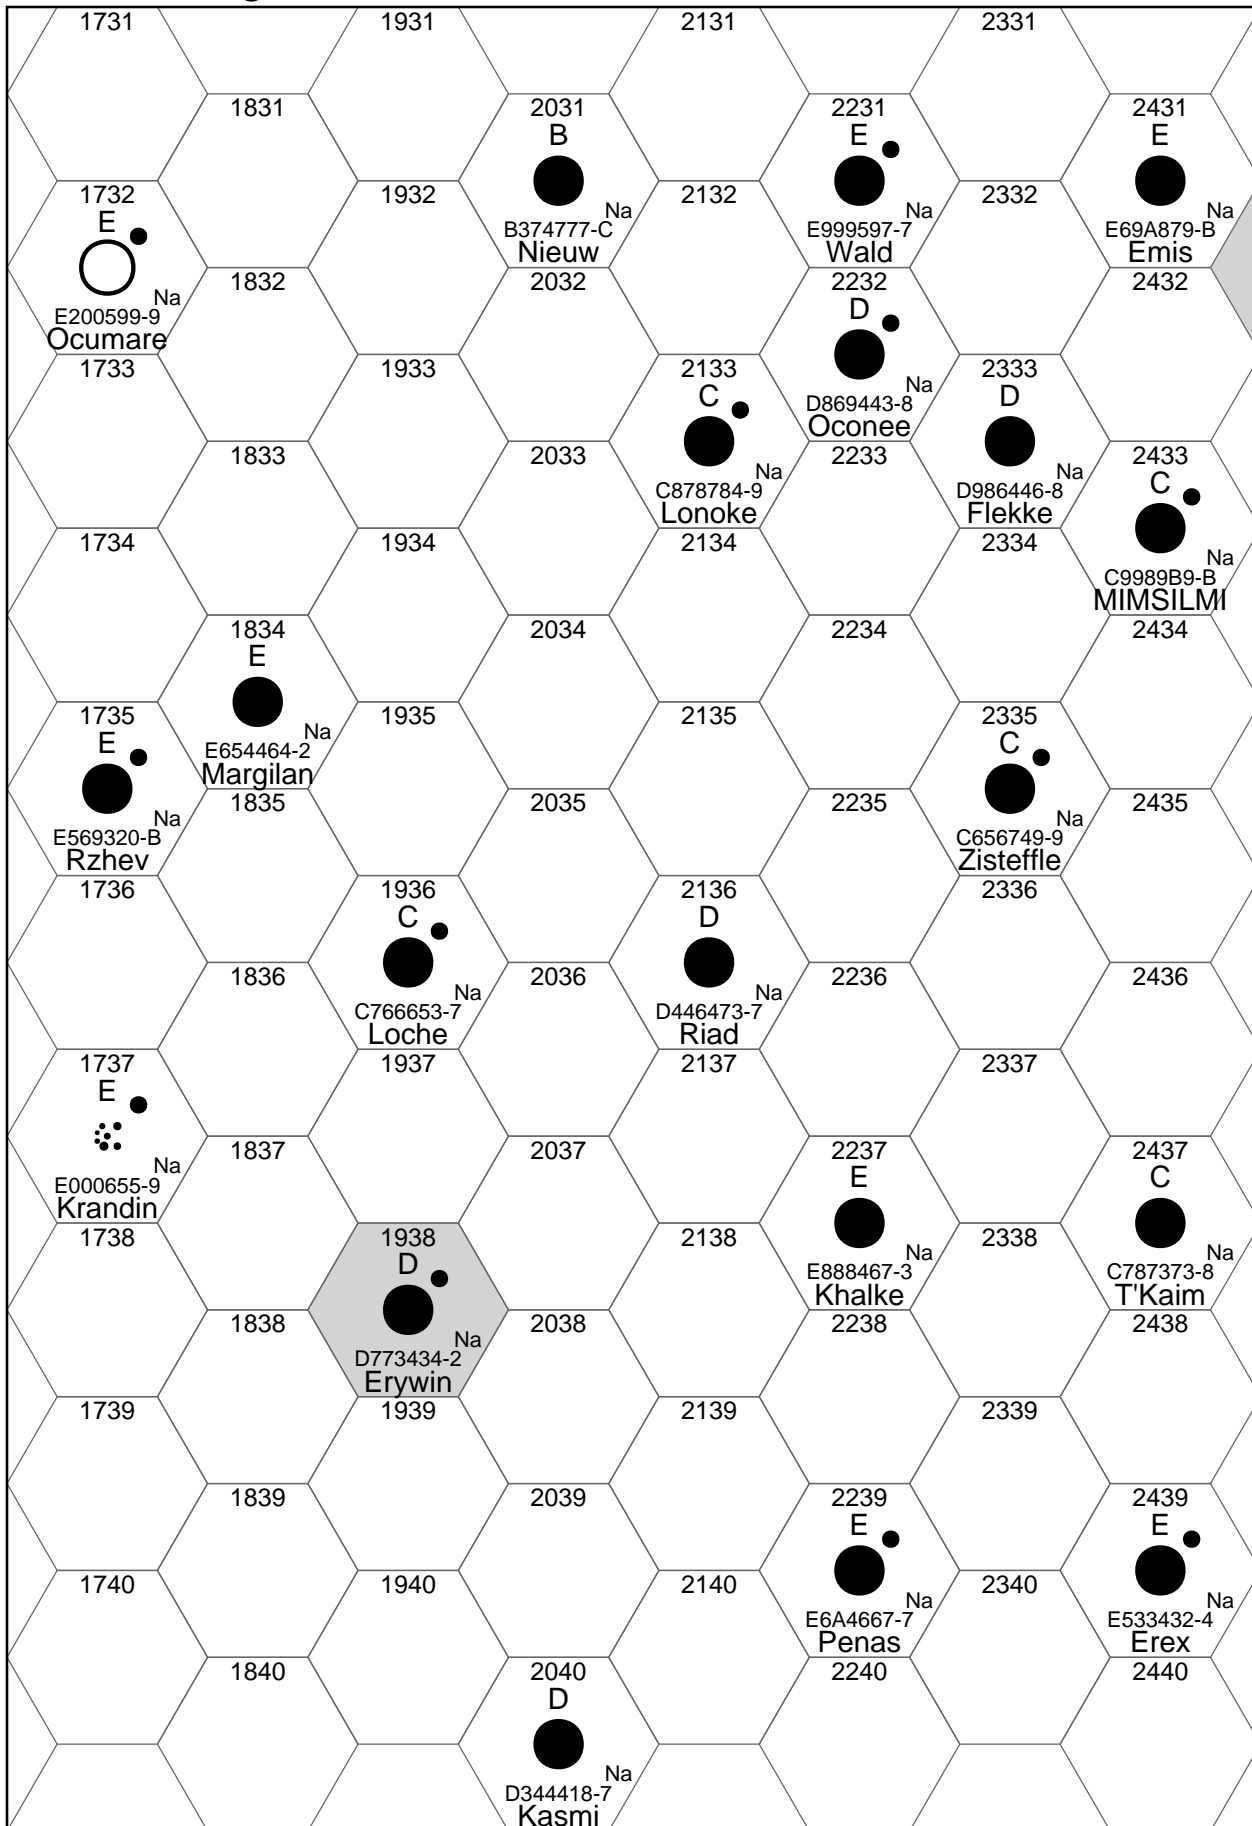 1731 1931 2131 2331
1831 2031 2231 2431
B E E
Na Na Na
B374777-C E999597-7 E69A879-B
Nieuw Wald Emis
1732 1932 2132 2332
E
Na
E200599-9
Ocumare
1832 2032 2232 2432
D
Na
D869443-8
Oconee
1733 1933 2133 2333
C D
Na Na
C878784-9 D986446-8
Lonoke Flekke
1833 2033 2233 2433
C
Na
C9989B9-B
MIMSILMI
1734 1934 2134 2334
1834 2034 2234 2434
E
Na
E654464-2
Margilan
1735 1935 2135 2335
E C
Na Na
E569320-B C656749-9
Rzhev Zisteffle
1835 2035 2235 2435
1736 1936 2136 2336
C D
Na Na
C766653-7 D446473-7
Loche Riad
1836 2036 2236 2436
1737 1937 2137 2337
E
Na
E000655-9
Krandin
1837 2037 2237 2437
E C
Na Na
E888467-3 C787373-8
Khalke T'Kaim
1738 1938 2138 2338
D
Na
D773434-2
Erywin
1838 2038 2238 2438
1739 1939 2139 2339
1839 2039 2239 2439
E E
Na Na
E6A4667-7 E533432-4
Penas Erex
1740 1940 2140 2340
1840 2040 2240 2440
D
Na
D344418-7
Kasmi